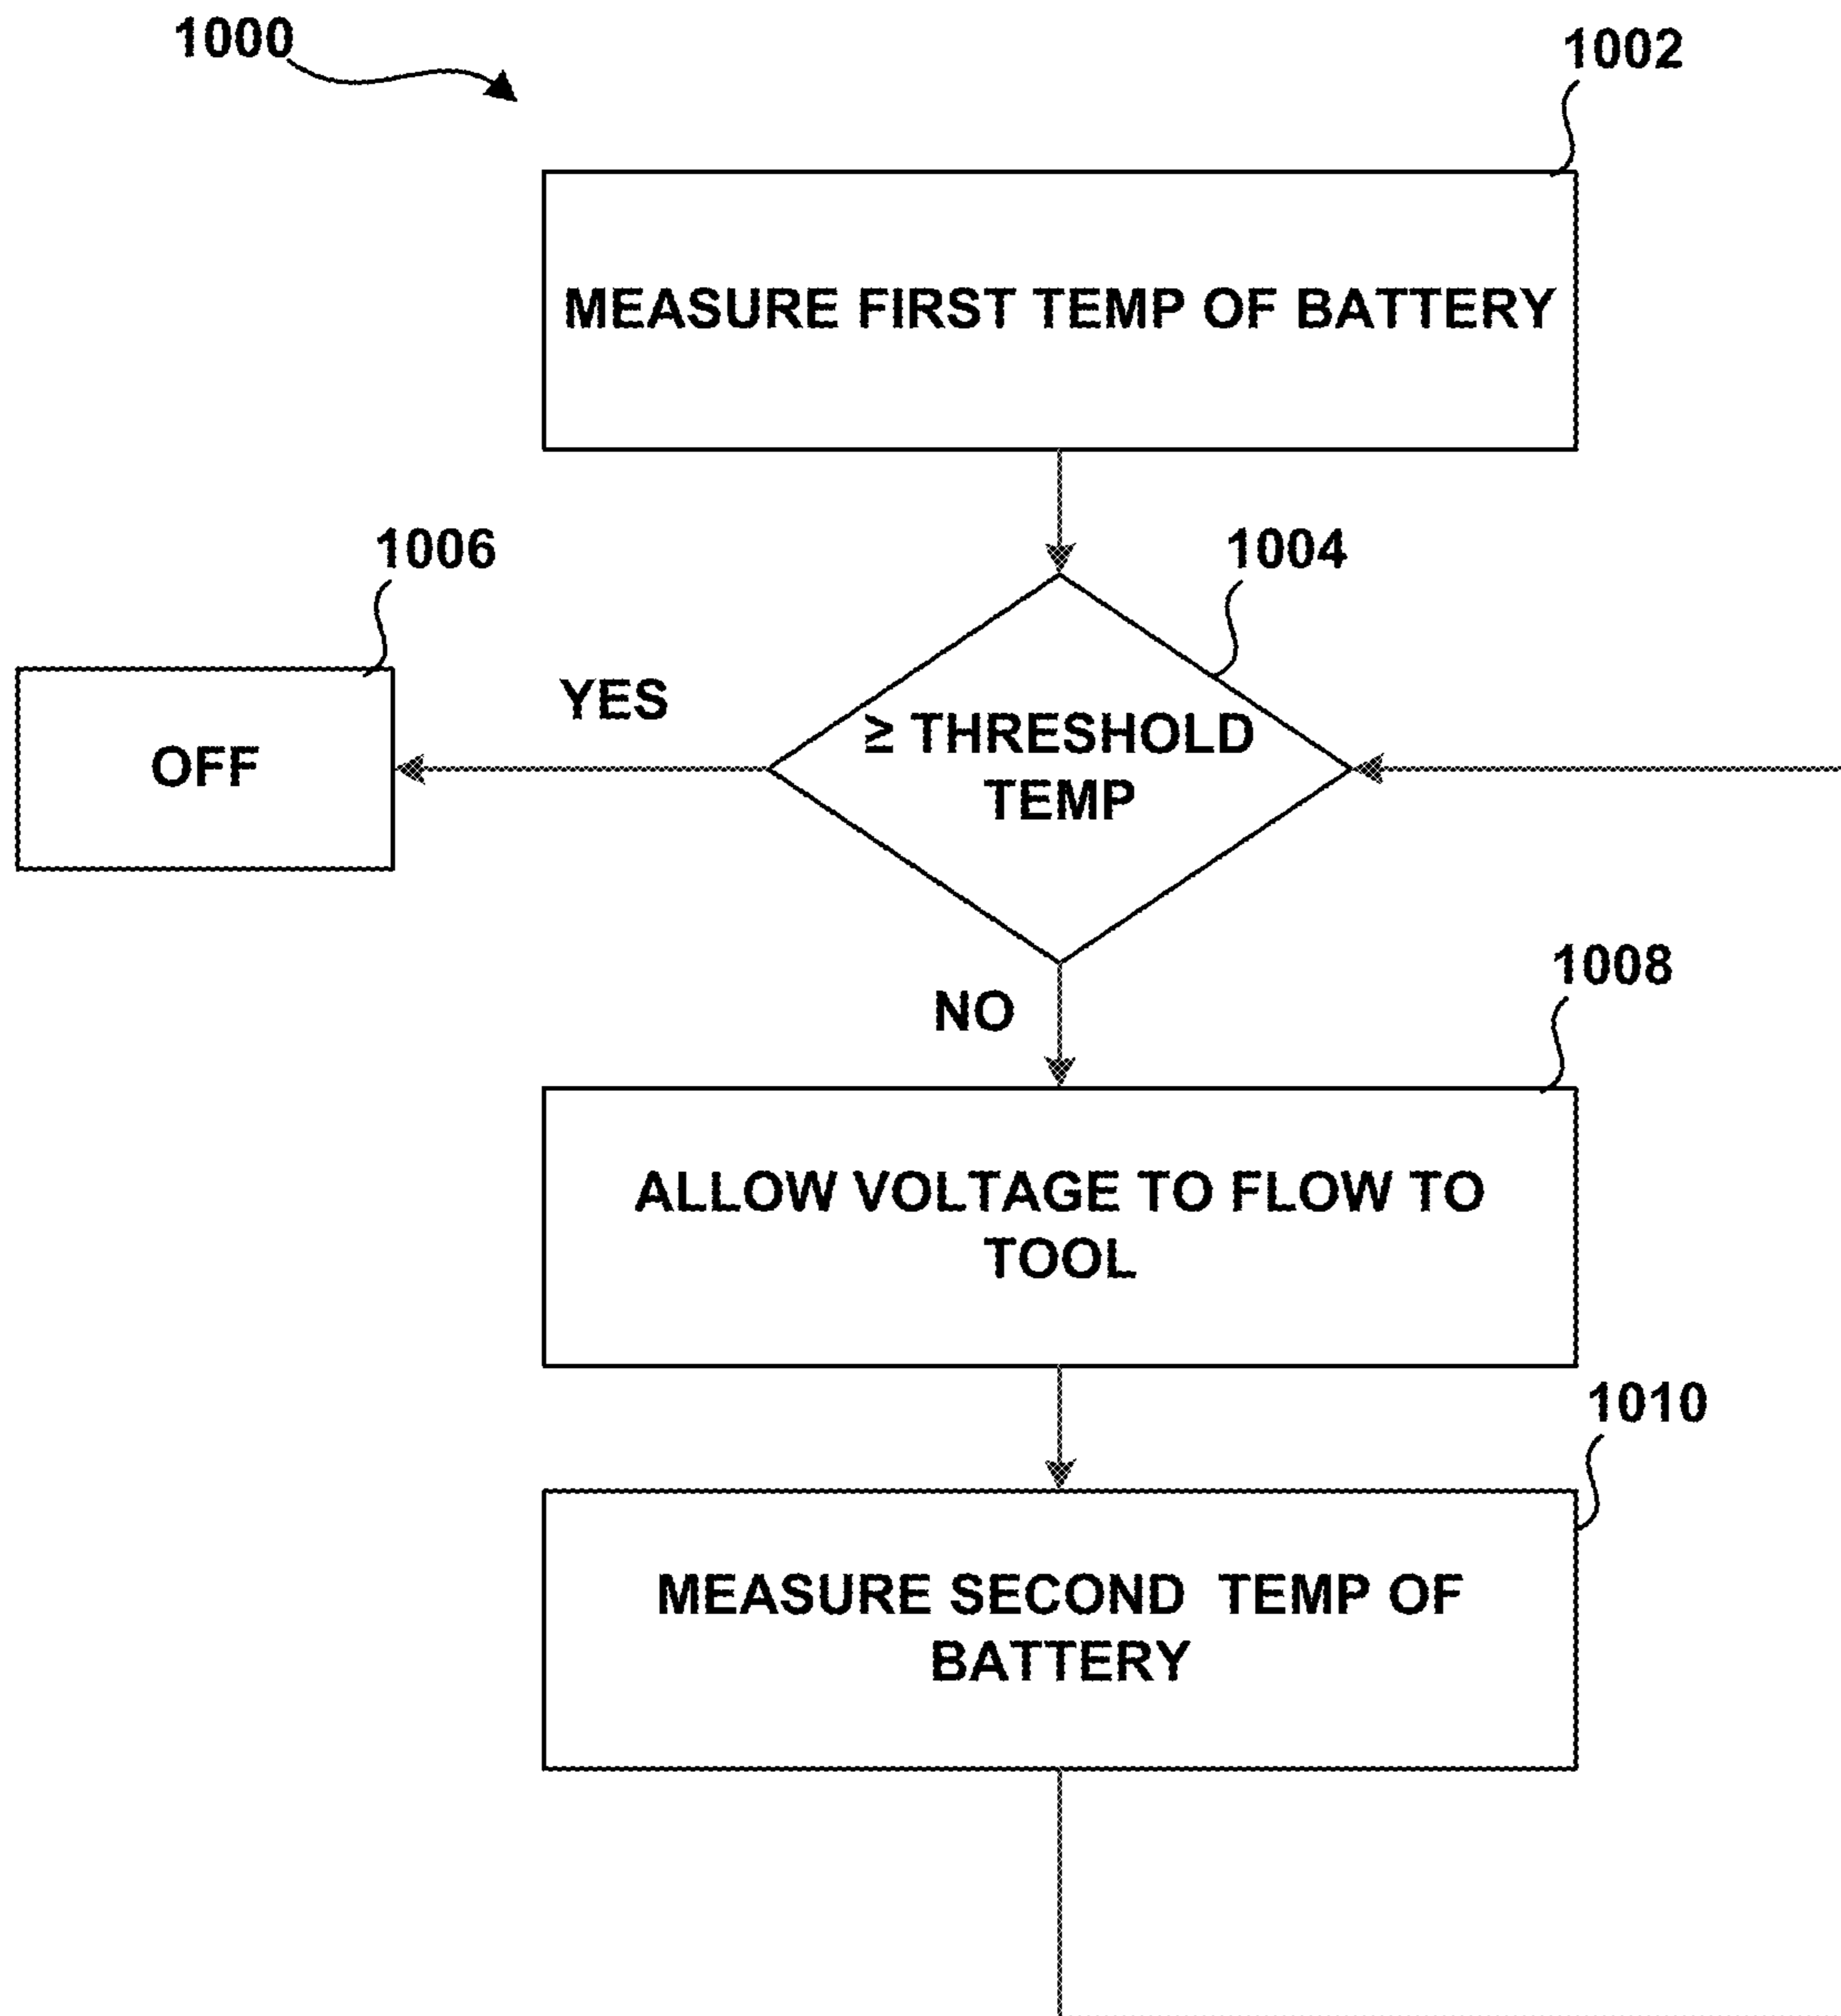 1000
1002
MEASURE FIRST TEMP OF BATTERY
1006
1004
YES
≥ THRESHOLD
TEMP
OFF
NO
1008
ALLOW VOLTAGE TO FLOW TO
TOOL
1010
MEASURE SECOND TEMP OF
BATTERY